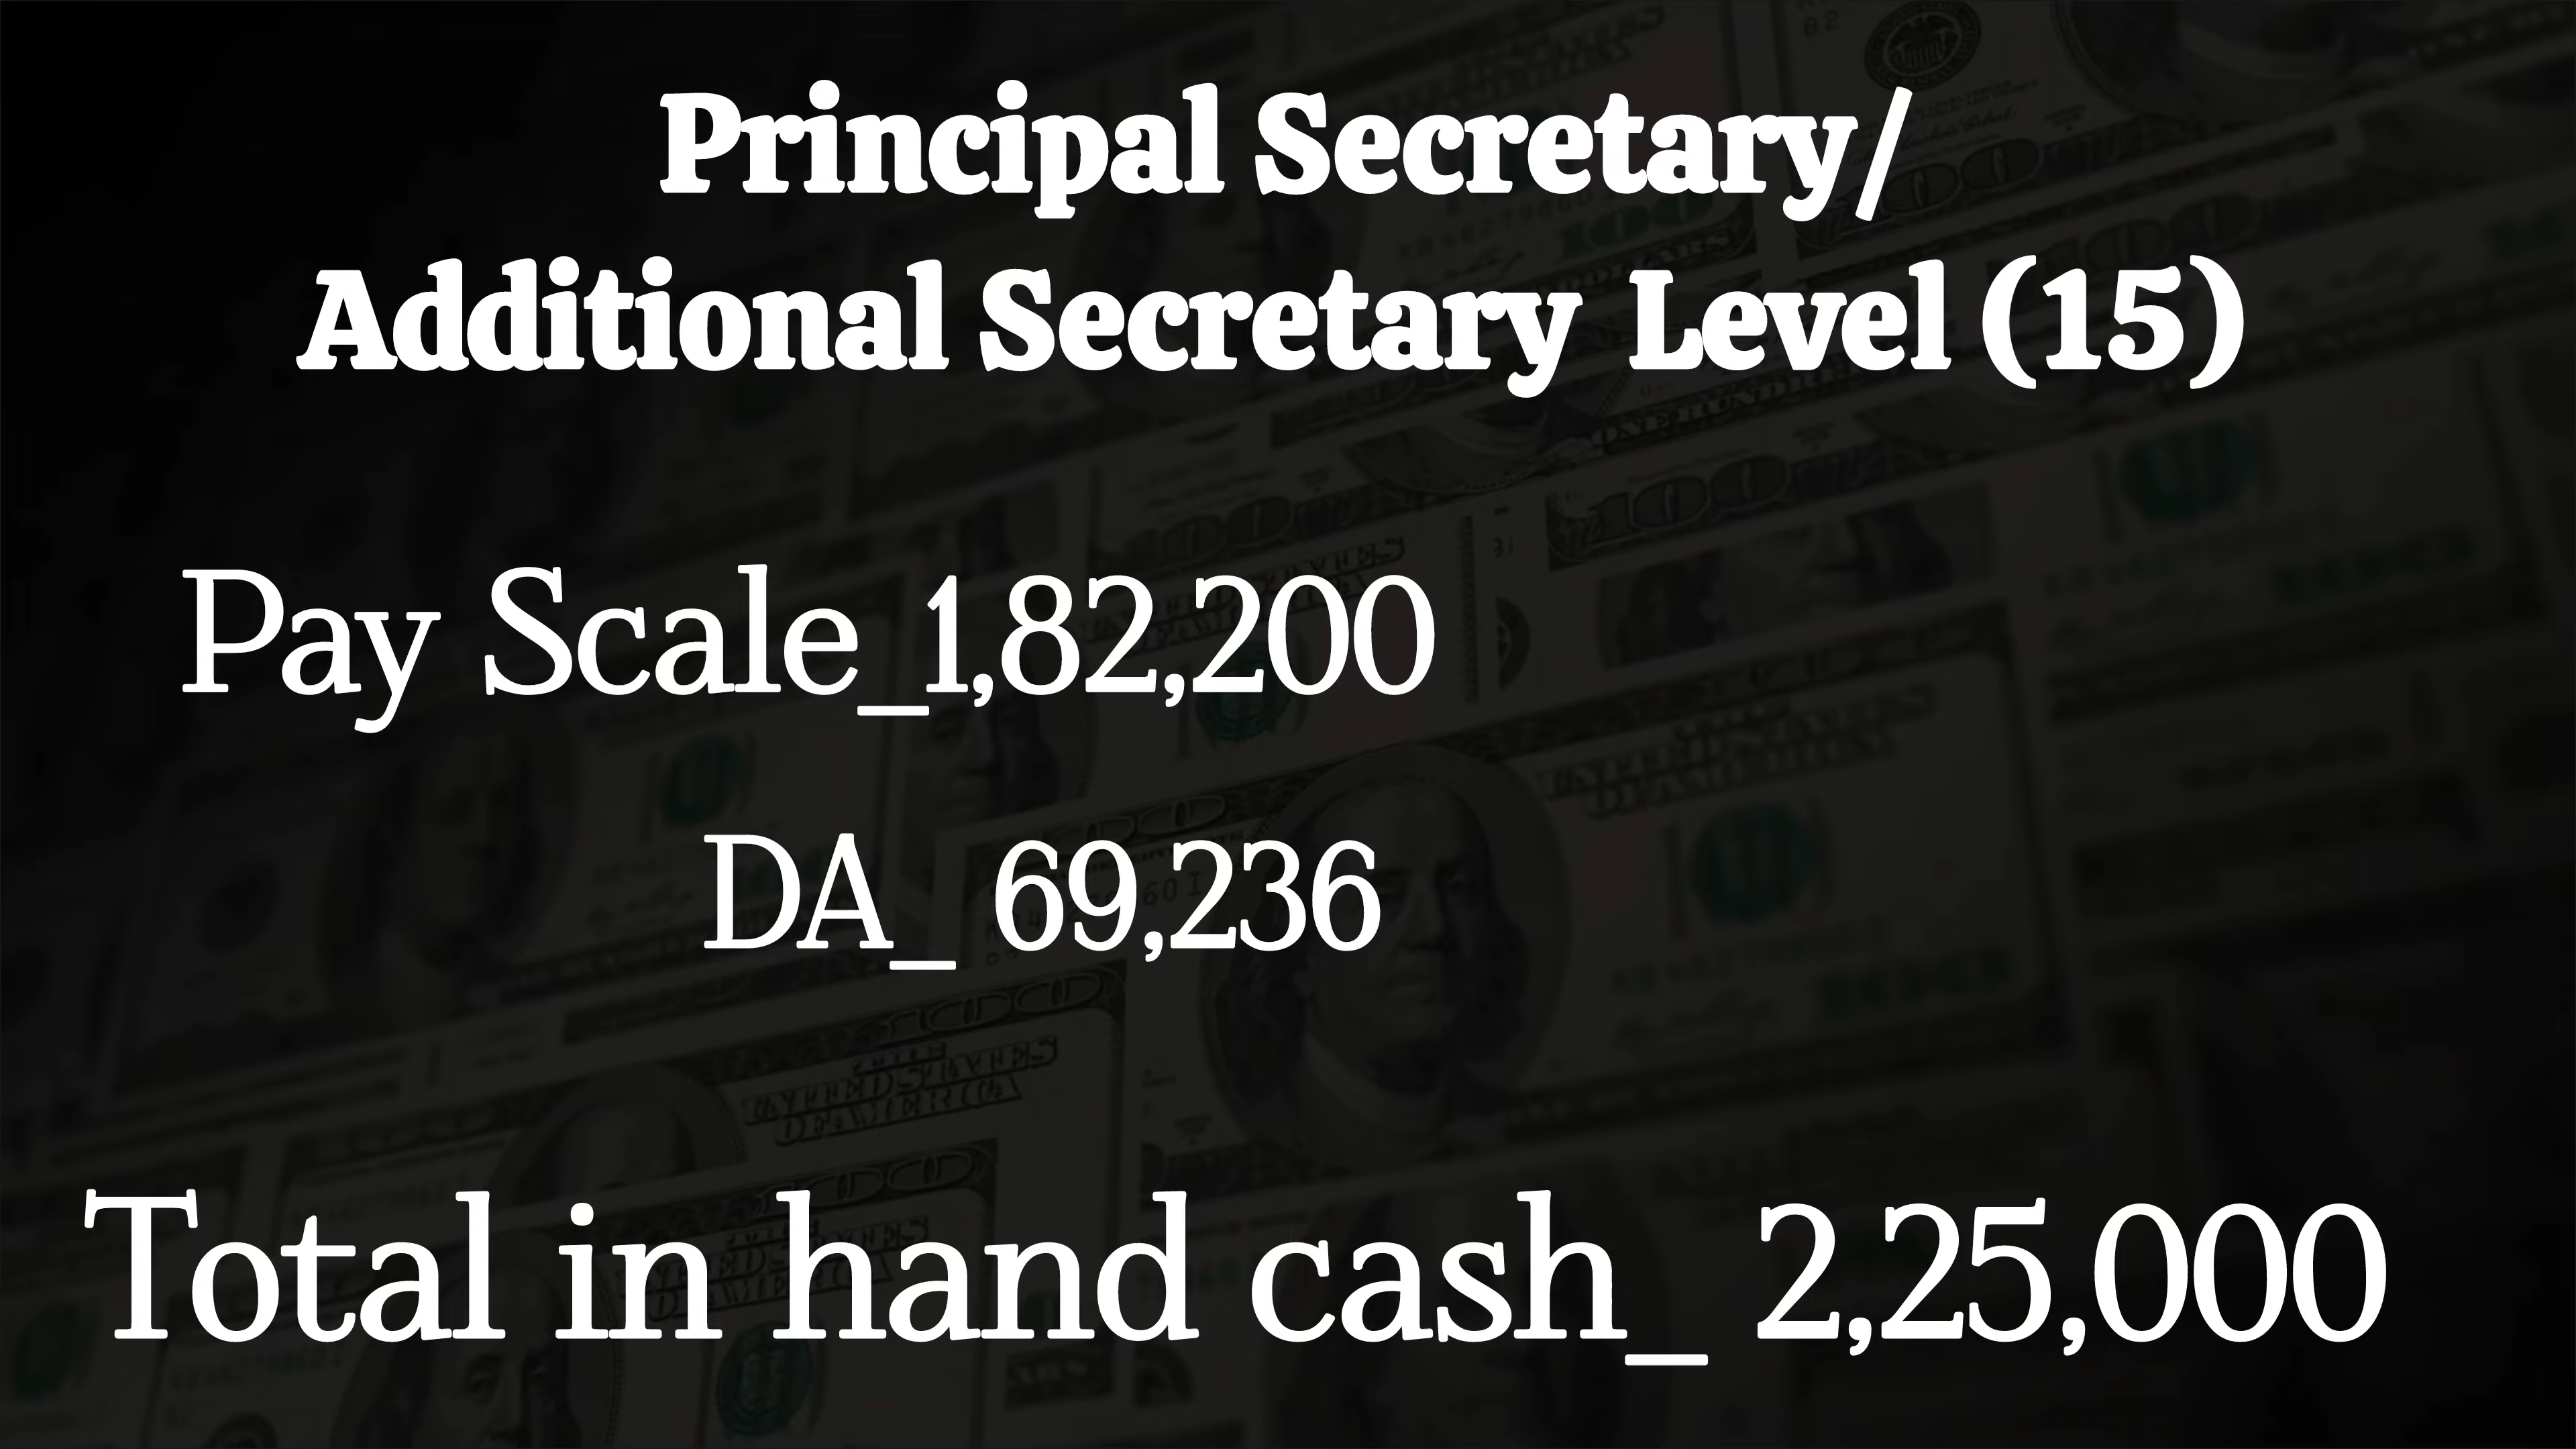 Principal Secretary/
Additional Secretary Level (15)
Pay Scale_1,82,200
DA_ 69,236
Total in hand cash_ 2,25,000